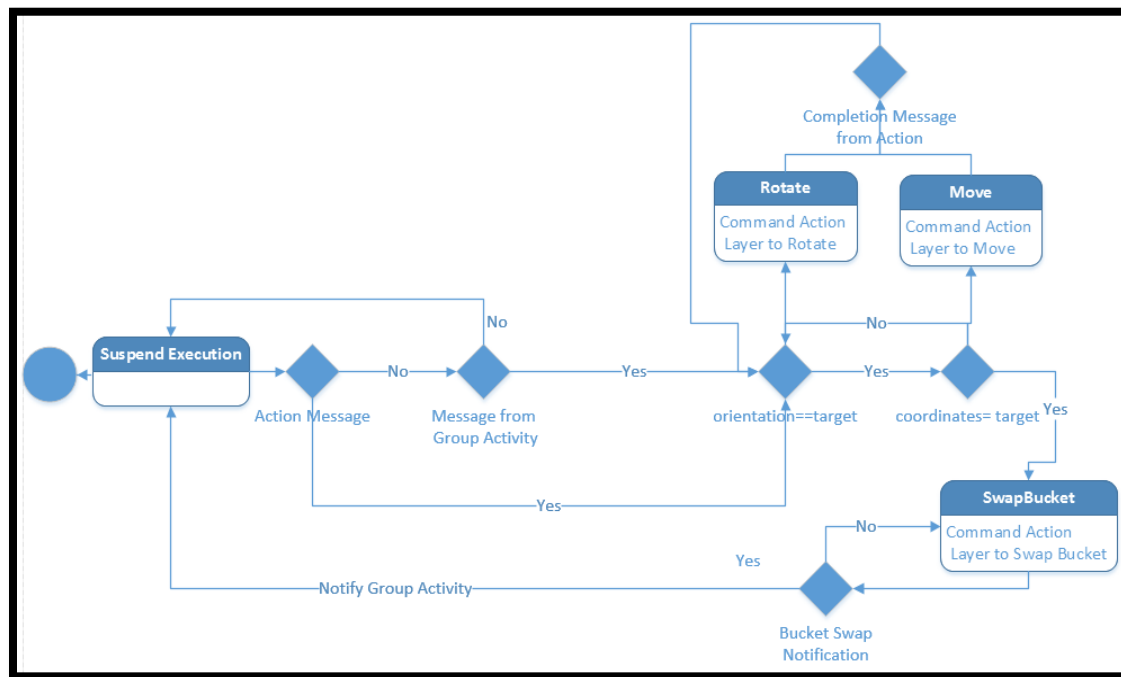 Completion Message
from Action
Rotate
Command Action
Layer to Rotate
Move
Command Action
Layer to Move
No
No
Suspend Execution
No
Yes
Yes
Action Message
Message from
Group Activity
orientation==target
coordinates= target
Yes
Yes
SwapBucket
Command Action
Layer to Swap Bucket
No
Yes
Notify Group Activity
Bucket Swap
Notification